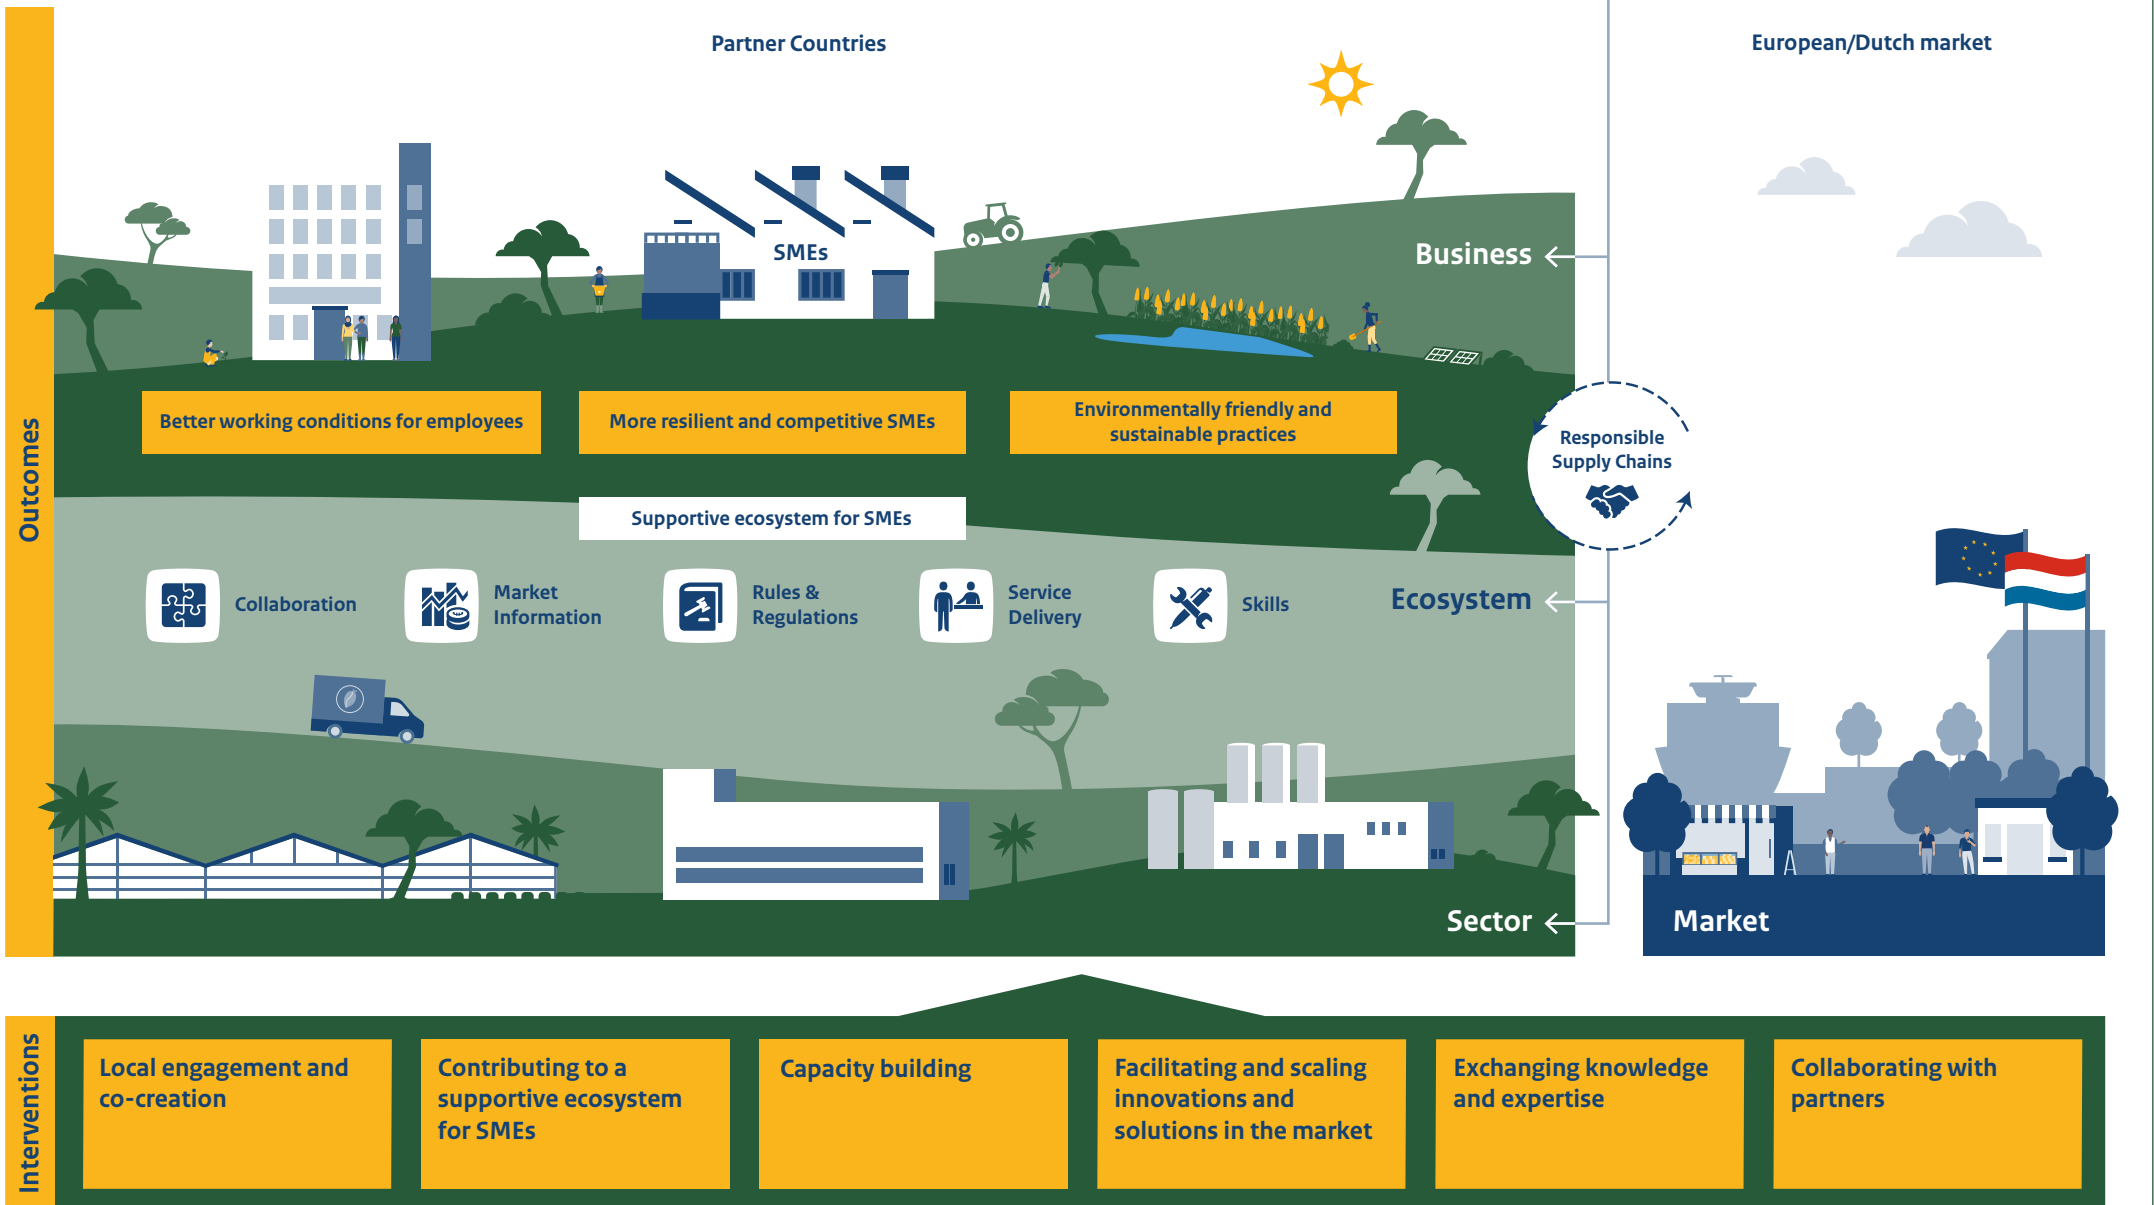 Partner Countries
European/Dutch market
SMEs
Business
Outcomes
Better working conditions for employees
More resilient and competitive SMEs
Environmentally friendly and
sustainable practices
Responsible
Supply Chains
Supportive ecosystem for SMEs
Collaboration
Market
Information
Rules &
Regulations
Service
Delivery
Skills
Ecosystem
Sector
Market
Interventions
Local engagement and
co-creation
Contributing to a
supportive ecosystem
for SMEs
Capacity building
Facilitating and scaling
innovations and
solutions in the market
Exchanging knowledge
and expertise
Collaborating with
partners